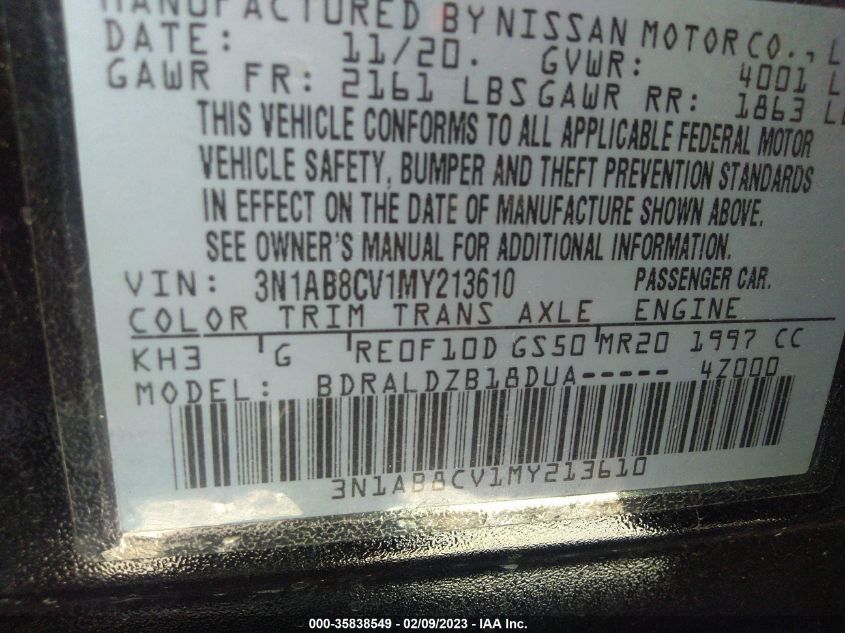 MANUFACTURED BY NISSAN MOTOR CO., L
DATE: 11/20. GVWR: 4001 L
GAWR FR: 2161 LBS GAWR RR: 1863 LB
THIS VEHICLE CONFORMS TO ALL APPLICABLE FEDERAL MOTOR
VEHICLE SAFETY, BUMPER AND THEFT PREVENTION STANDARDS
IN EFFECT ON THE DATE OF MANUFACTURE SHOWN ABOVE.
SEE OWNER'S MANUAL FOR ADDITIONAL INFORMATION.
VIN: 3N1AB8CV1MY213610 PASSENGER CAR.
COLOR TRIM TRANS AXLE ENGINE
KH3 G RE0F10D GS50 MR20 1997 CC
MODEL: BDRALDZB18DUA----- 4Z000
3N1AB8CV1MY213610
000-35838549 - 02/09/2023 - IAA Inc.